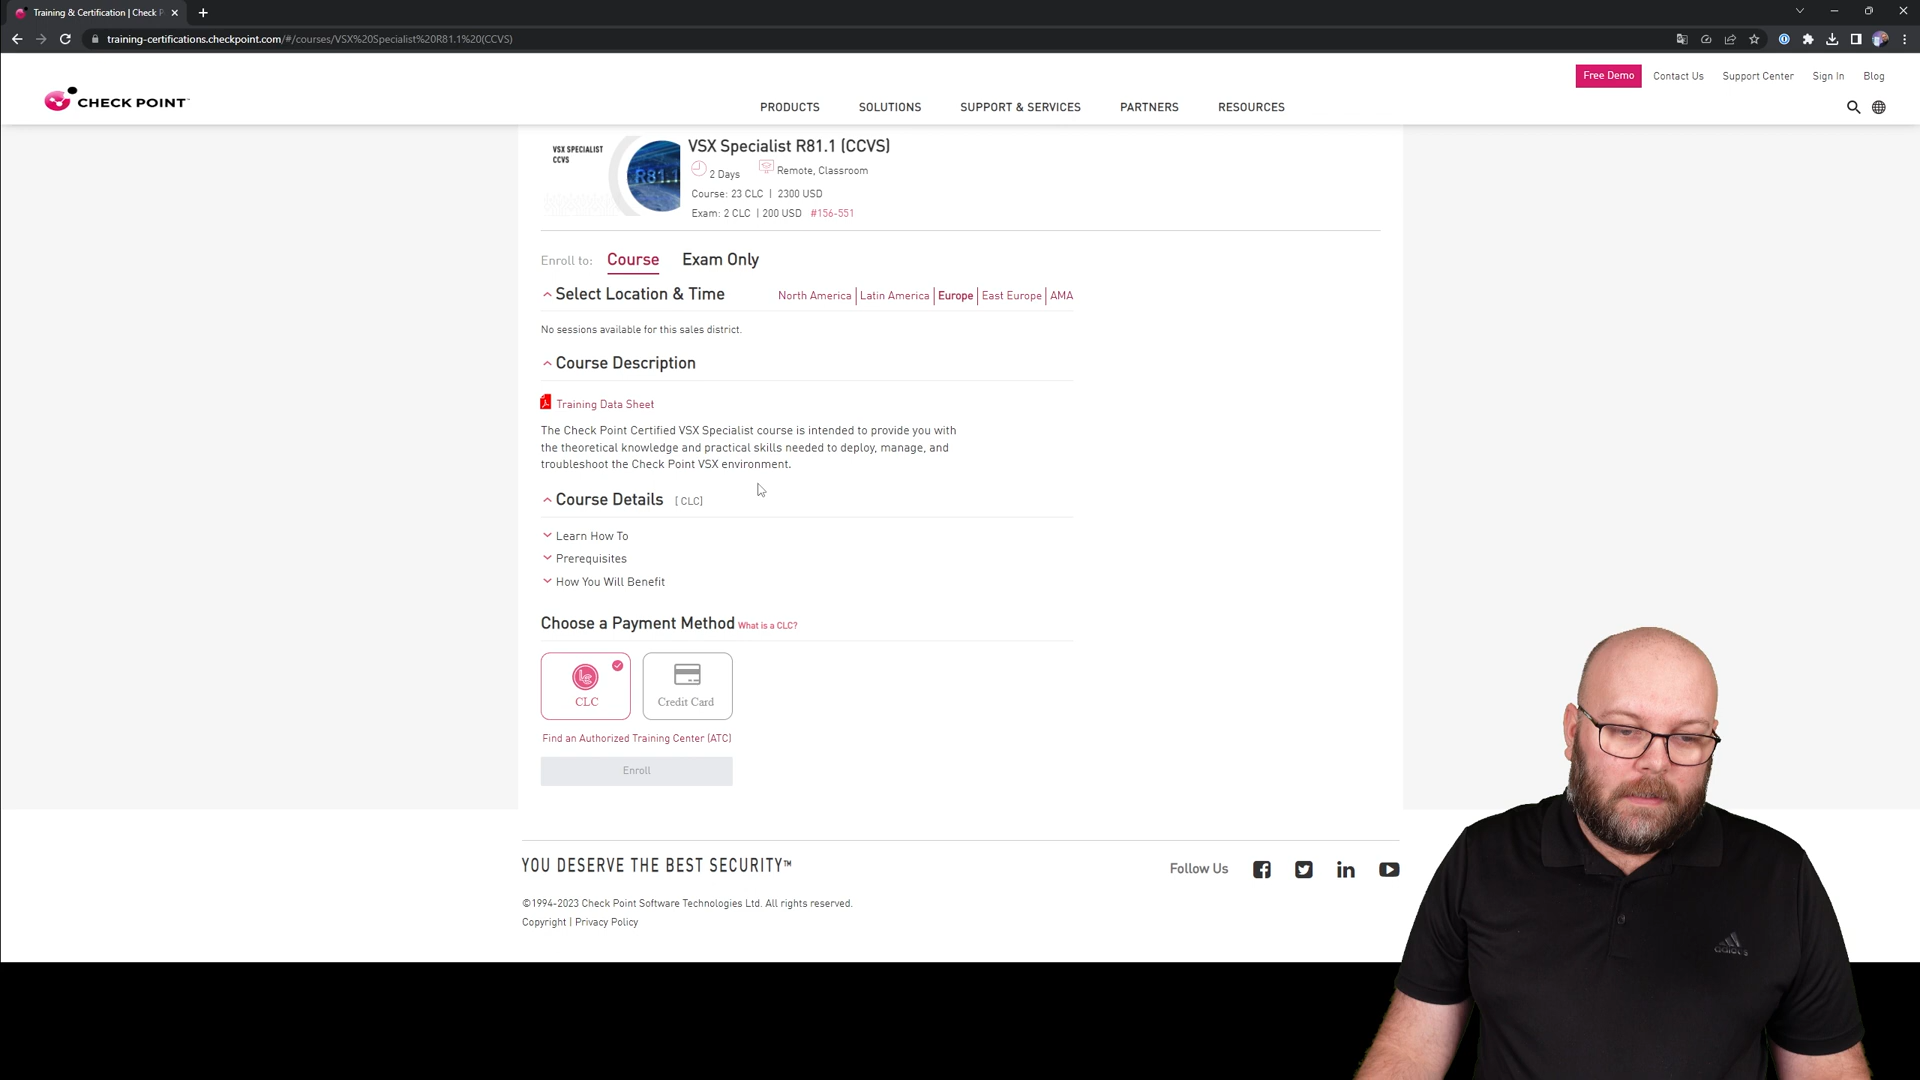 Training & Certification | Check P
training-certifications.checkpoint.com/#/courses/VSX%20Specialist%20R81.1%20(CCVS)
Free Demo
Contact Us
Support Center
Sign In
Blog
CHECK POINT
PRODUCTS
SOLUTIONS
SUPPORT & SERVICES
PARTNERS
RESOURCES
VSX SPECIALIST
CCVS
R81.1
VSX Specialist R81.1 (CCVS)
2 Days
Remote, Classroom
Course: 23 CLC | 2300 USD
Exam: 2 CLC | 200 USD #156-551
Enroll to: Course Exam Only
Select Location & Time
North America | Latin America | Europe | East Europe | AMA
No sessions available for this sales district.
Course Description
Training Data Sheet
The Check Point Certified VSX Specialist course is intended to provide you with
the theoretical knowledge and practical skills needed to deploy, manage, and
troubleshoot the Check Point VSX environment.
Course Details [ CLC]
Learn How To
Prerequisites
How You Will Benefit
Choose a Payment Method What is a CLC?
CLC
Credit Card
Find an Authorized Training Center (ATC)
Enroll
YOU DESERVE THE BEST SECURITY™
Follow Us
©1994-2023 Check Point Software Technologies Ltd. All rights reserved.
Copyright | Privacy Policy
adidas